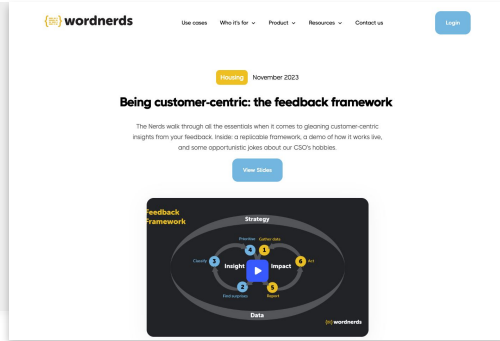 wordnerds
Use cases Who it's for Product Resources Contact us
Login
Housing November 2023
Being customer-centric: the feedback framework
The Nerds walk through all the essentials when it comes to gleaning customer-centric
insights from your feedback. Inside: a replicable framework, a demo of how it works live,
and some opportunistic jokes about our CSO's hobbies.
View Slides
Feedback
Framework
Strategy
Prioritise Gather data
4 1
Classify 3 Insight Impact 6 Act
2 5
Find surprises Report
Data
wordnerds